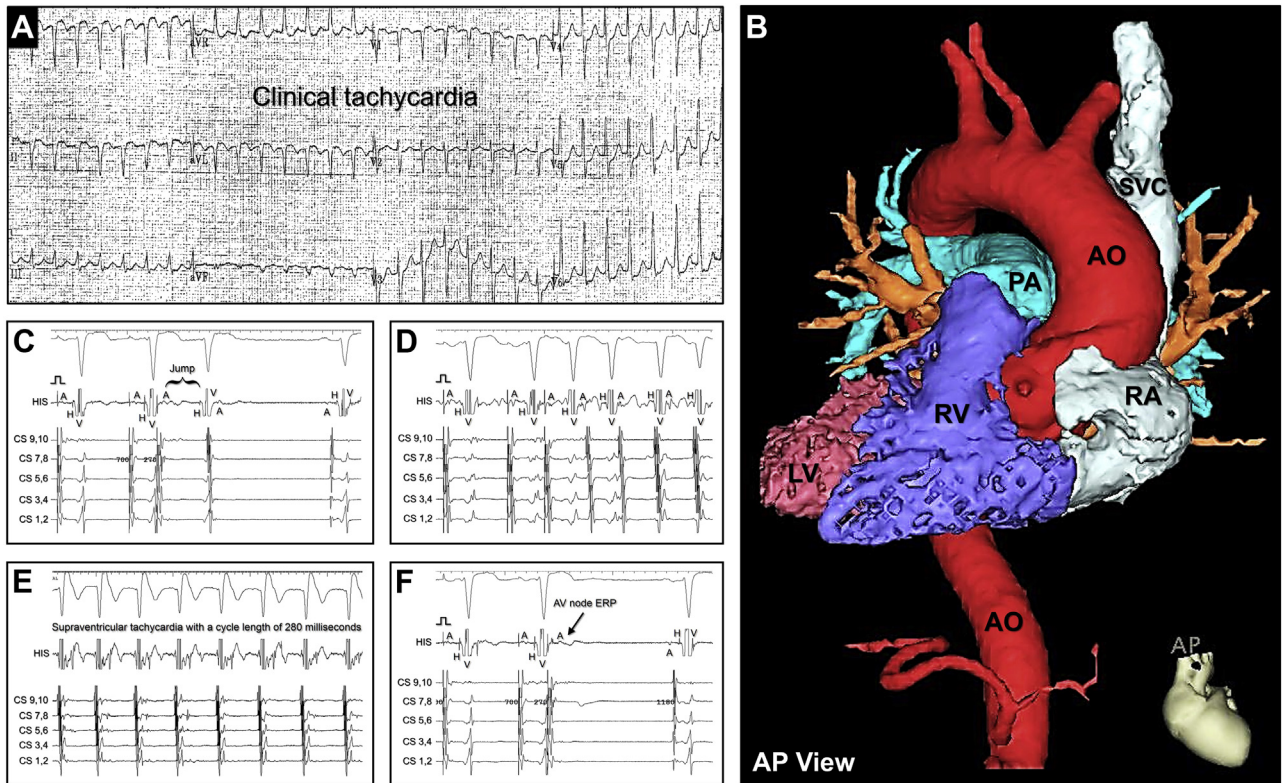 A
aVR
V1
V4
Clinical tachycardia
II
aVL
V2
V5
III
aVF
V3
V6
B
SVC
AO
PA
RV
RA
LV
AO
AP
AP View
C
Jump
A A A V
HIS
H H H A A V
V V
CS 9,10
CS 7,8 700 270
CS 5,6
CS 3,4
CS 1,2
D
A A A A A A A
HIS
H H H H H H
V V V V V V
CS 9,10
CS 7,8
CS 5,6
CS 3,4
CS 1,2
E
Supraventricular tachycardia with a cycle length of 280 milliseconds
HIS
CS 9,10
CS 7,8
CS 5,6
CS 3,4
CS 1,2
F
AV node ERP
A A A H V
HIS
H H A
V V
CS 9,10
CS 7,8 700 270 1180
CS 5,6
CS 3,4
CS 1,2